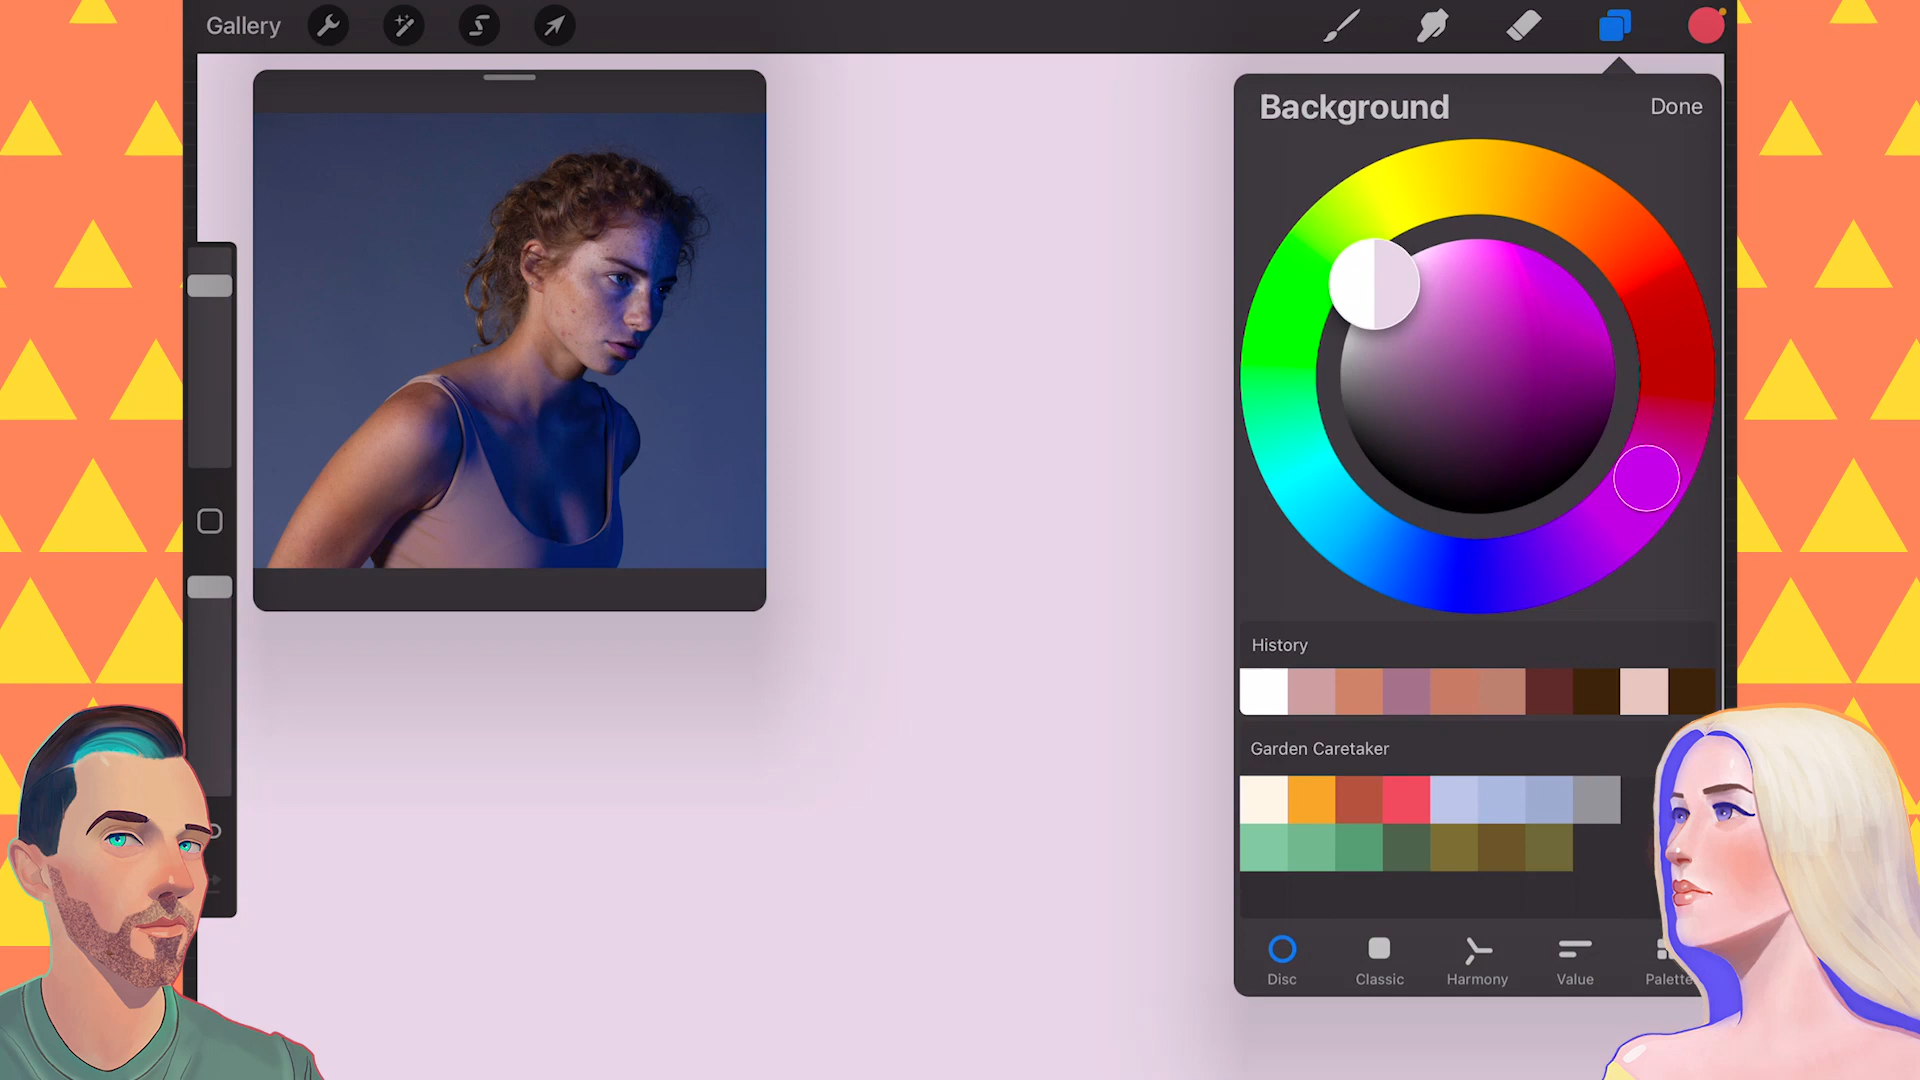 Gallery
Background
Done
History
Garden Caretaker
Disc
Classic
Harmony
Value
Palette